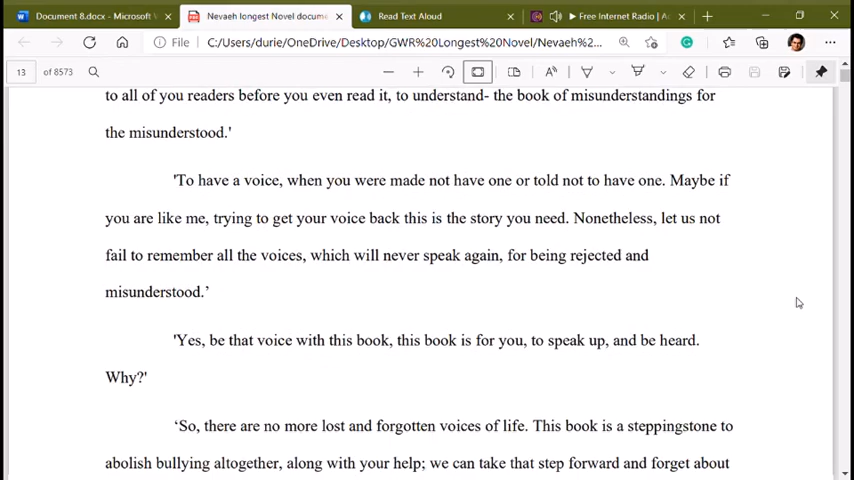 Document 8.docx - Microsoft W
Nevaeh longest Novel docume
Read Text Aloud
Free Internet Radio | Ac
File
C:/Users/durie/OneDrive/Desktop/GWR%20Longest%20Novel/Nevaeh%2...
13 of 8573
to all of you readers before you even read it, to understand- the book of misunderstandings for
the misunderstood.'
'To have a voice, when you were made not have one or told not to have one. Maybe if
you are like me, trying to get your voice back this is the story you need. Nonetheless, let us not
fail to remember all the voices, which will never speak again, for being rejected and
misunderstood.’
'Yes, be that voice with this book, this book is for you, to speak up, and be heard.
Why?'
‘So, there are no more lost and forgotten voices of life. This book is a steppingstone to
abolish bullying altogether, along with your help; we can take that step forward and forget about